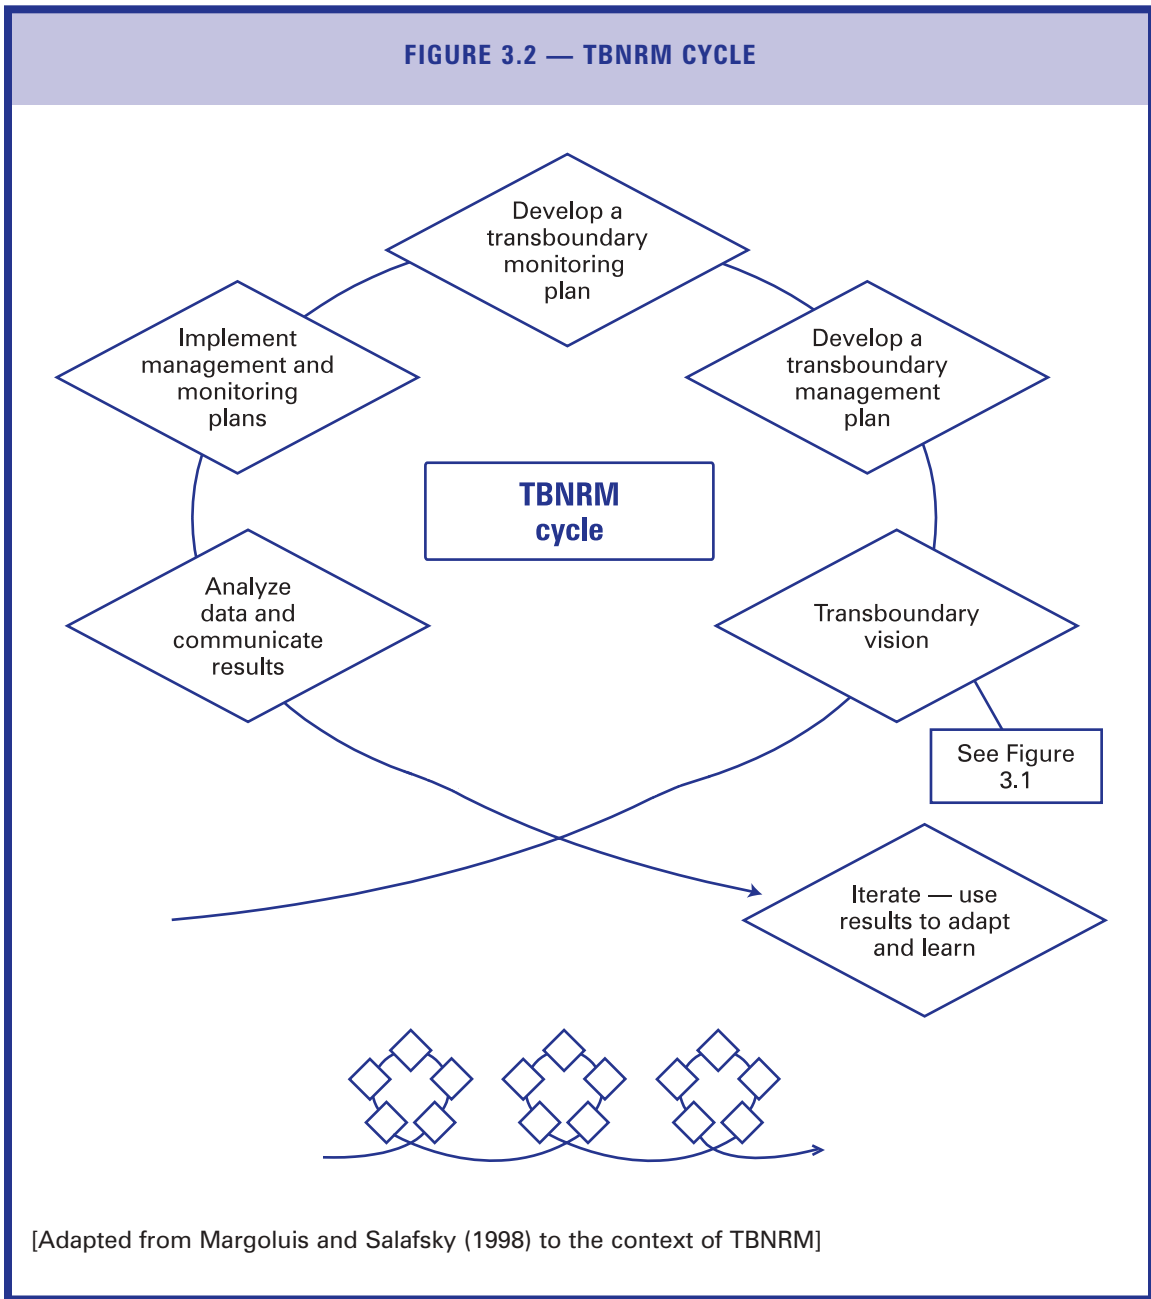 FIGURE 3.2 — TBNRM CYCLE
Develop a
transboundary
monitoring
plan
Implement
management and
monitoring
plans
Develop a
transboundary
management
plan
TBNRM
cycle
Analyze
data and
communicate
results
Transboundary
vision
See Figure
3.1
Iterate — use
results to adapt
and learn
[Adapted from Margoluis and Salafsky (1998) to the context of TBNRM]